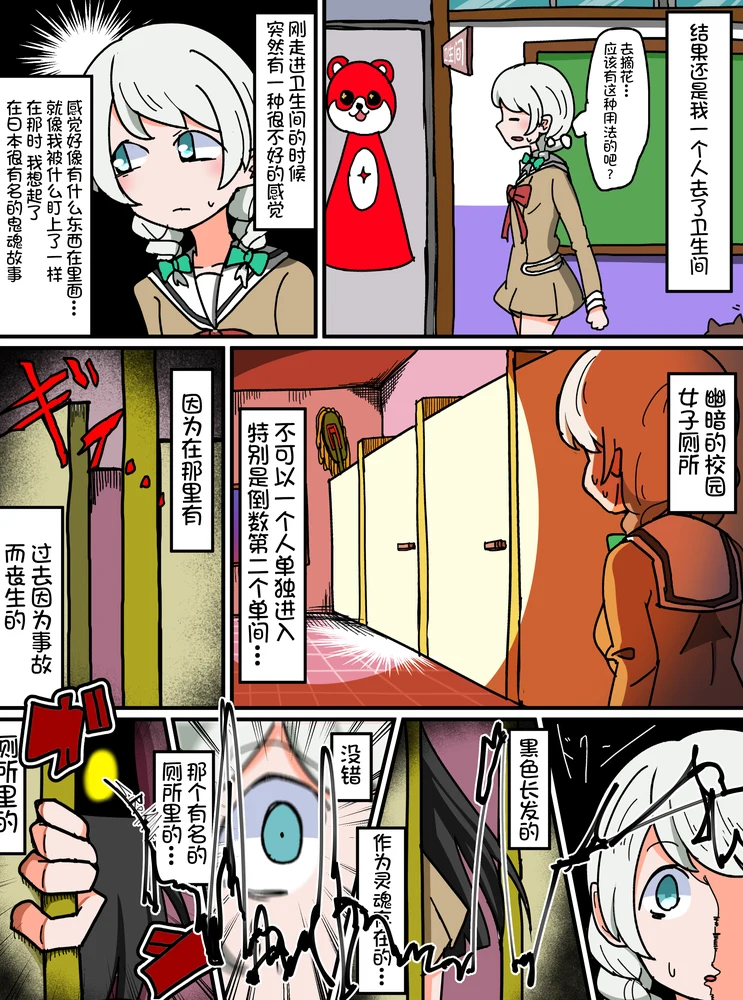 结果还是我一个人去了卫生间
卫生间
去摘花…
应该有这种用法的吧？
刚走进卫生间的时候
突然有一种很不好的感觉
感觉好像有什么东西在里面…
就像我被什么盯上了一样
在那时 我想起了
在日本很有名的鬼魂故事
幽暗的校园
女子厕所
不可以一个人单独进入
特别是倒数第二个单间…
因为在那里有
过去因为事故
而丧生的
ギィ
黑色长发的
作为灵魂存在的…
没错
那个有名的
厕所里的…
厕所里的